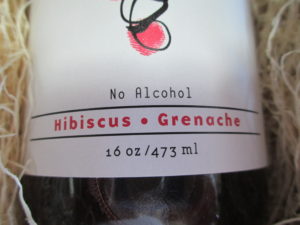 No Alcohol
Hibiscus • Grenache
16 oz/473 ml